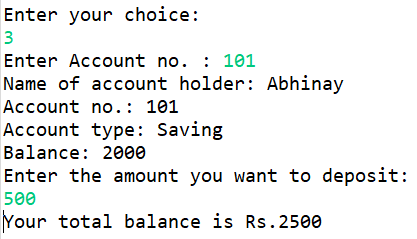 Enter your choice:
3
Enter Account no. : 101
Name of account holder: Abhinay
Account no.: 101
Account type: Saving
Balance: 2000
Enter the amount you want to deposit:
500
Your total balance is Rs.2500